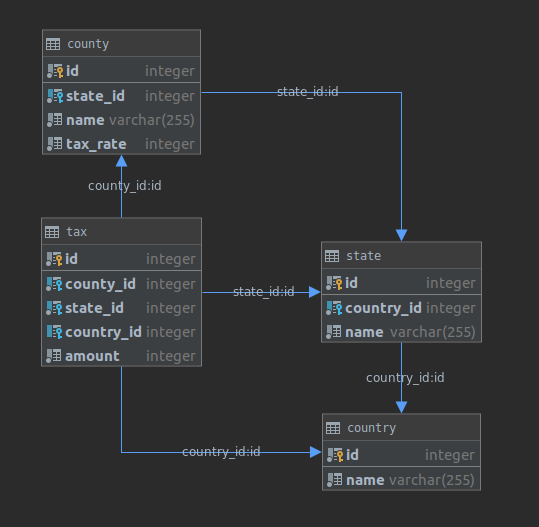 county
id integer
state_id integer
name varchar(255)
tax_rate integer
state_id:id
county_id:id
tax
id integer
county_id integer
state_id integer
country_id integer
amount integer
state_id:id
state
id integer
country_id integer
name varchar(255)
country_id:id
country_id:id
country
id integer
name varchar(255)